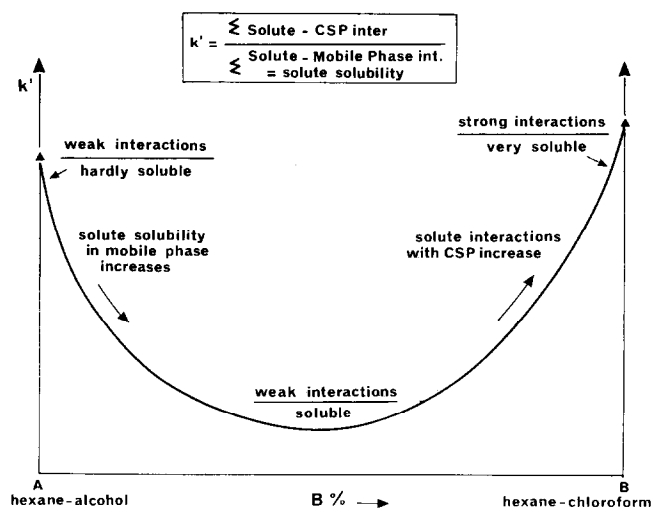 k' = Σ Solute - CSP inter
Σ Solute - Mobile Phase int.
= solute solubility
k'
weak interactions
hardly soluble
strong interactions
very soluble
solute solubility
in mobile phase
increases
solute interactions
with CSP increase
weak interactions
soluble
A
B
hexane-alcohol
B %
hexane-chloroform